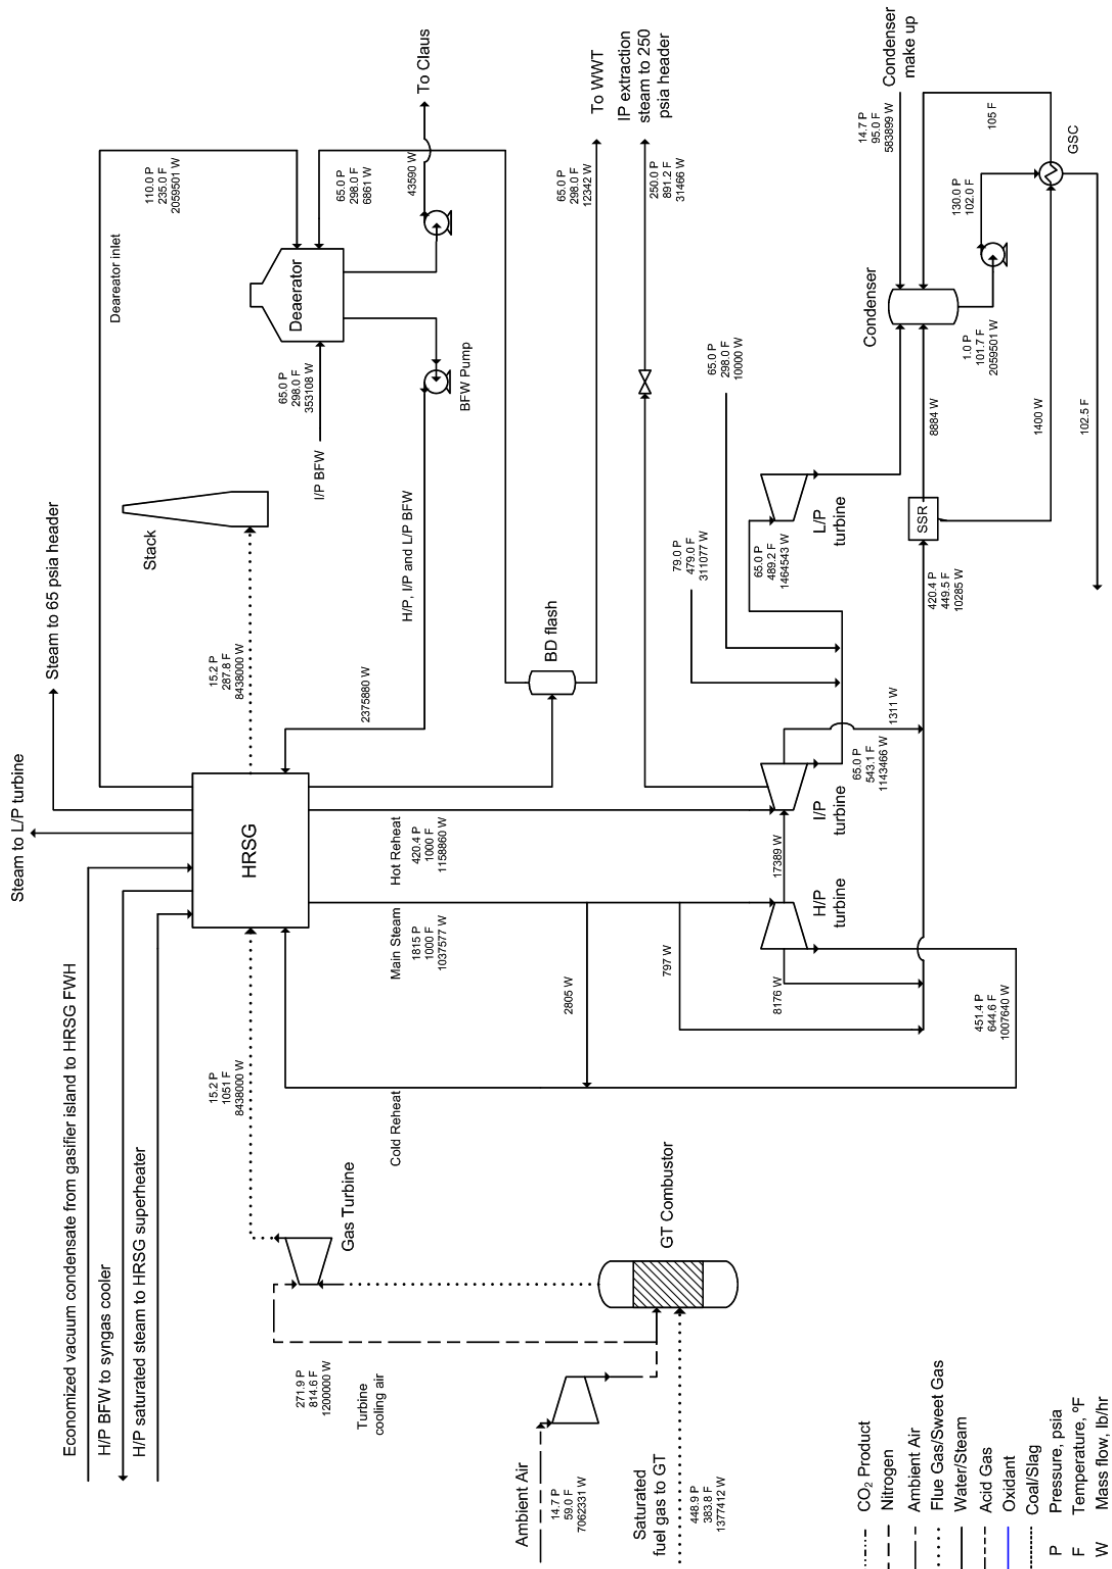 Economized vacuum condensate from gasifier island to HRSG FWH
H/P BFW to syngas cooler
H/P saturated steam to HRSG superheater
Steam to L/P turbine
Steam to 65 psia header
Deareator inlet
110.0 P
235.0 F
2059501 W
To Claus
65.0 P
298.0 F
6861 W
43590 W
Deaerator
65.0 P
298.0 F
353108 W
I/P BFW
BFW Pump
Stack
15.2 P
287.8 F
8438000 W
H/P, I/P and L/P BFW
2375880 W
BD flash
To WWT
65.0 P
298.0 F
12342 W
IP extraction
steam to 250
psia header
250.0 P
891.2 F
31466 W
HRSG
Hot Reheat
420.4 P
1000 F
1158860 W
Main Steam
1815 P
1000 F
1037577 W
Cold Reheat
2805 W
797 W
8176 W
17389 W
H/P
turbine
I/P
turbine
451.4 P
644.6 F
1007640 W
65.0 P
543.1 F
1143466 W
1311 W
79.0 P
479.0 F
311077 W
65.0 P
298.0 F
10000 W
65.0 P
489.2 F
1464543 W
L/P
turbine
420.4 P
449.5 F
10285 W
SSR
8884 W
1400 W
102.5 F
Condenser
1.0 P
101.7 F
2059501 W
130.0 P
102.0 F
14.7 P
95.0 F
583899 W
Condenser
make up
105 F
GSC
15.2 P
1051 F
8438000 W
Gas Turbine
GT Combustor
271.9 P
814.6 F
1200000 W
Turbine
cooling air
Ambient Air
14.7 P
59.0 F
7062331 W
Saturated
fuel gas to GT
448.9 P
383.8 F
1377412 W
CO₂ Product
Nitrogen
Ambient Air
Flue Gas/Sweet Gas
Water/Steam
Acid Gas
Oxidant
Coal/Slag
P Pressure, psia
F Temperature, °F
W Mass flow, lb/hr